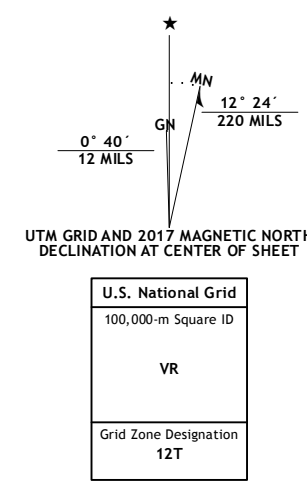 ★
MN
GN
12° 24´
220 MILS
0° 40´
12 MILS
UTM GRID AND 2017 MAGNETIC NORTH
DECLINATION AT CENTER OF SHEET
U.S. National Grid
100,000-m Square ID
VR
Grid Zone Designation
12T